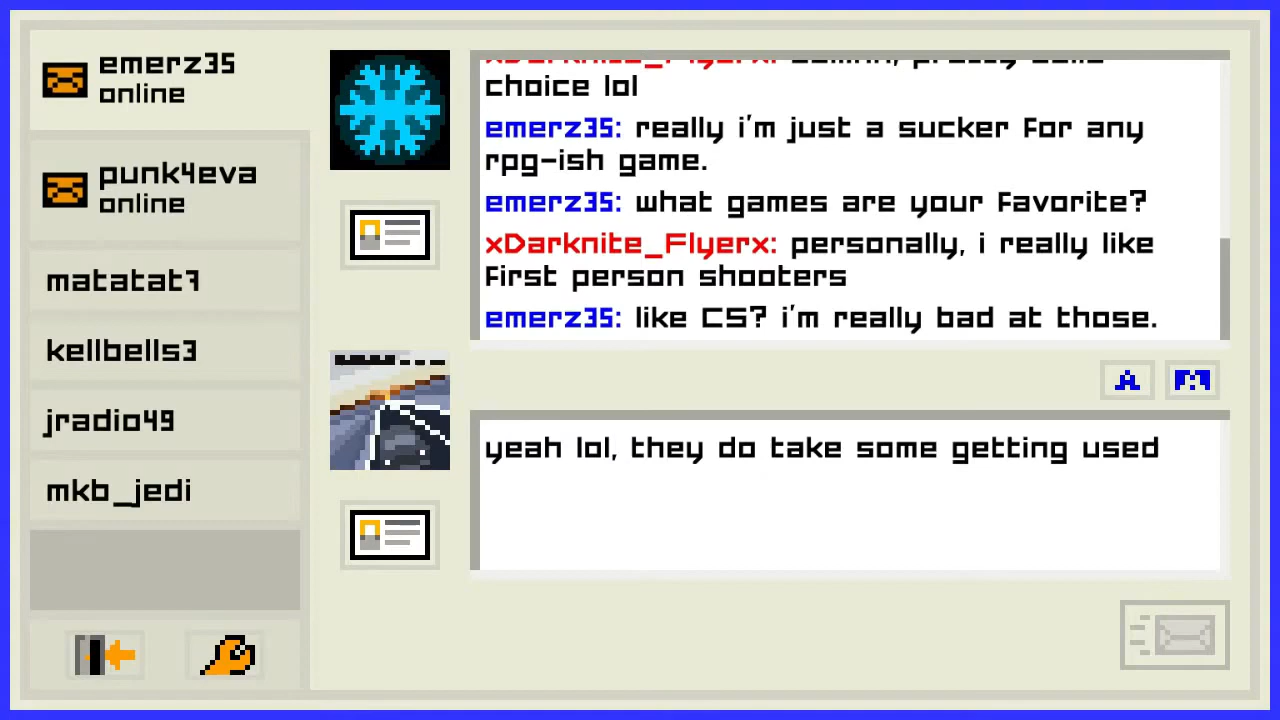 emerz35
online
punk4eva
online
matatat7
kellbells3
jradio49
mkb_jedi
choice lol
emerz35: really i'm just a sucker for any
rpg-ish game.
emerz35: what games are your favorite?
xDarknite_Flyerx: personally, i really like
first person shooters
emerz35: like CS? i'm really bad at those.
A
yeah lol, they do take some getting used